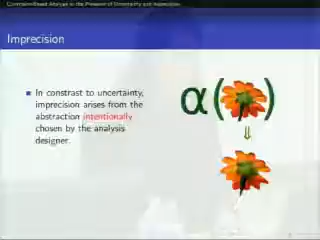 Constraint-Based Analysis in the Presence of Uncertainty and Imprecision
Imprecision
In constrast to uncertainty,
imprecision arises from the
abstraction intentionally
chosen by the analysis
designer.
α( )
⇓